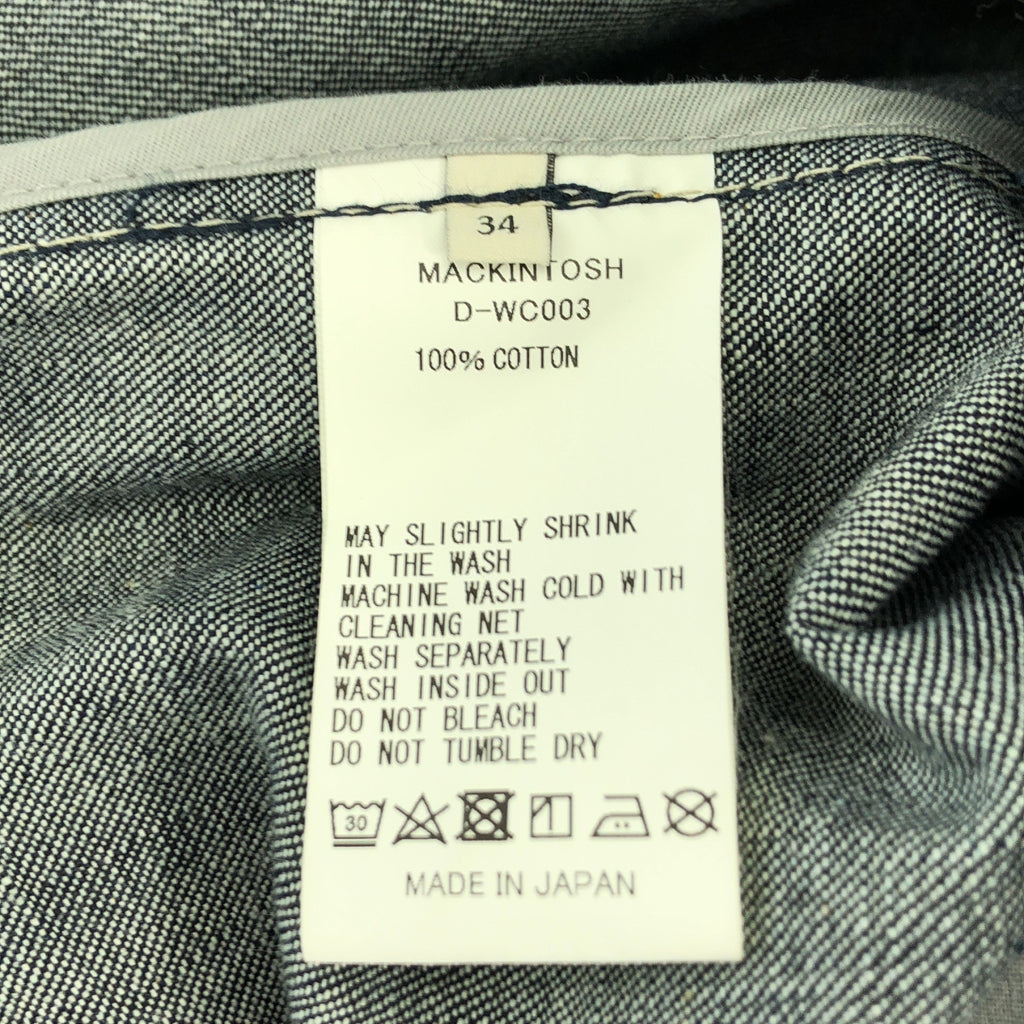 34
MACKINTOSH
D-WC003
100% COTTON
MAY SLIGHTLY SHRINK
IN THE WASH
MACHINE WASH COLD WITH
CLEANING NET
WASH SEPARATELY
WASH INSIDE OUT
DO NOT BLEACH
DO NOT TUMBLE DRY
30
MADE IN JAPAN